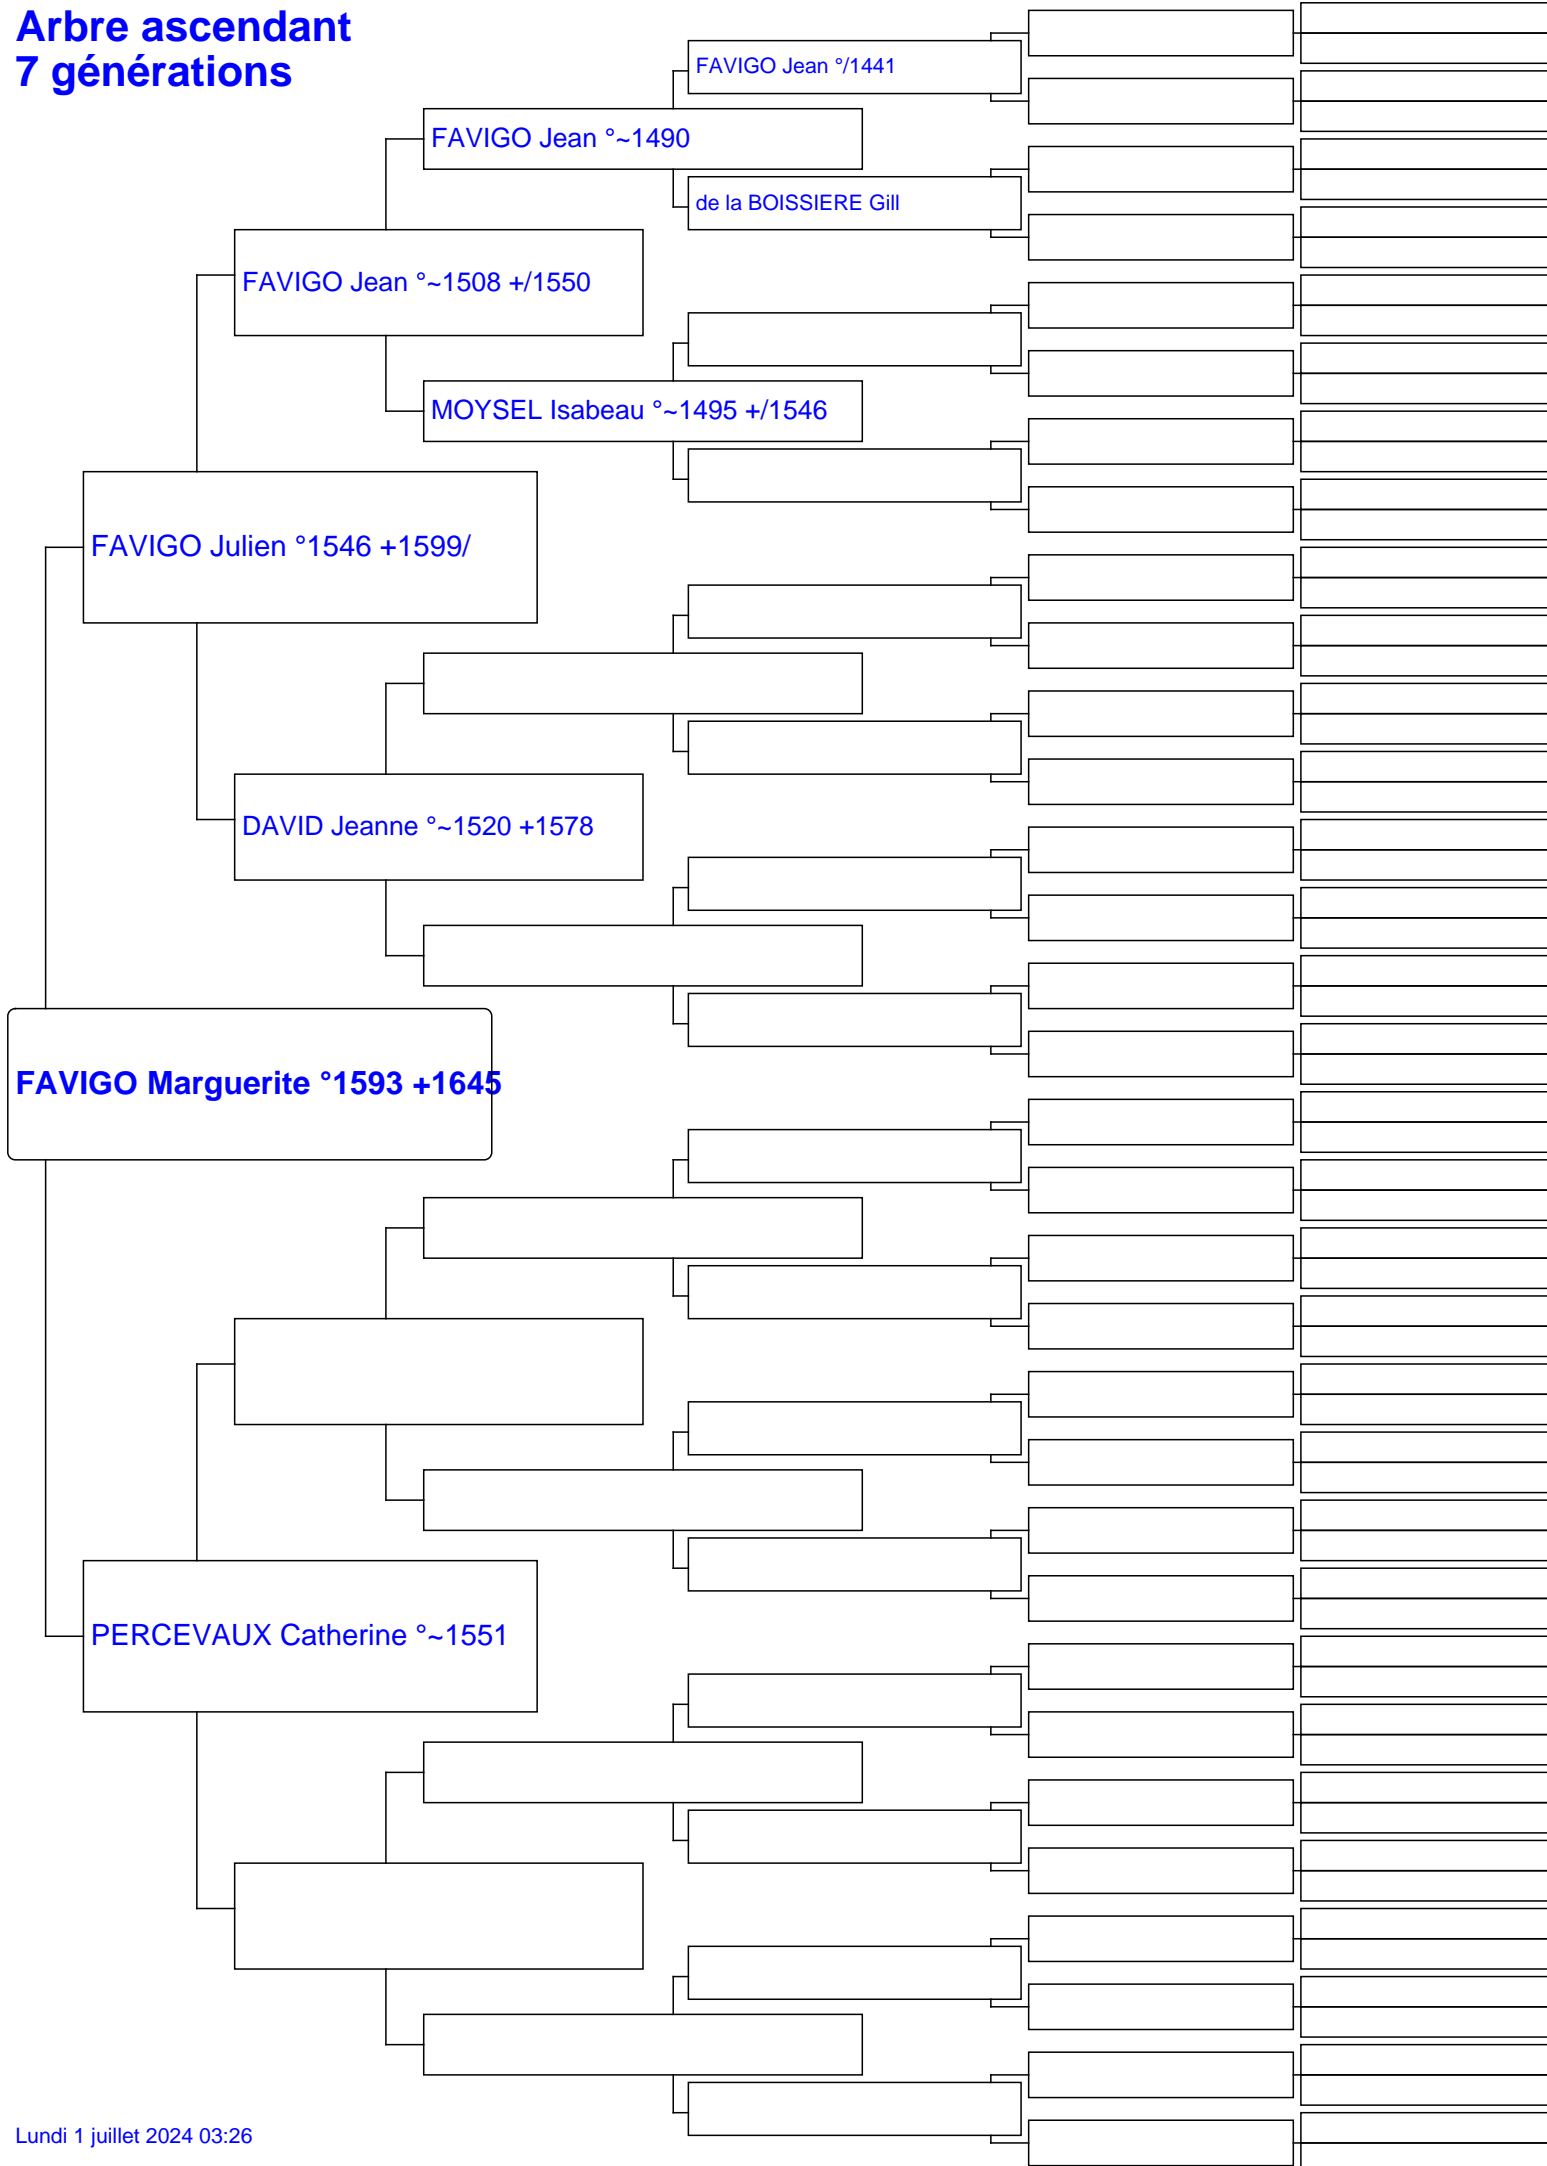 Arbre ascendant
7 générations
FAVIGO Jean °/1441
FAVIGO Jean °~1490
de la BOISSIERE Gill
FAVIGO Jean °~1508 +/1550
MOYSEL Isabeau °~1495 +/1546
FAVIGO Julien °1546 +1599/
DAVID Jeanne °~1520 +1578
FAVIGO Marguerite °1593 +1645
PERCEVAUX Catherine °~1551
Lundi 1 juillet 2024 03:26